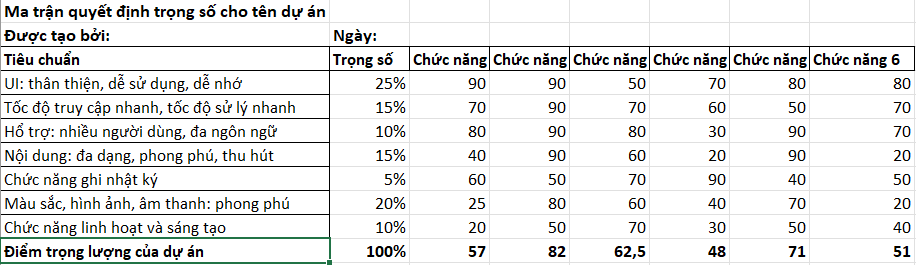 Ma trận quyết định trọng số cho tên dự án
Được tạo bởi: Ngày:
Tiêu chuẩn Trọng số Chức năng Chức năng Chức năng Chức năng Chức năng Chức năng 6
UI: thân thiện, dễ sử dụng, dễ nhớ 25% 90 90 50 70 80 80
Tốc độ truy cập nhanh, tốc độ sử lý nhanh 15% 70 90 70 60 50 70
Hổ trợ: nhiều người dùng, đa ngôn ngữ 10% 80 90 80 30 90 70
Nội dung: đa dạng, phong phú, thu hút 15% 40 90 60 20 90 20
Chức năng ghi nhật ký 5% 60 50 70 90 40 50
Màu sắc, hình ảnh, âm thanh: phong phú 20% 25 80 60 40 70 20
Chức năng linh hoạt và sáng tạo 10% 20 50 70 30 50 40
Điểm trọng lượng của dự án 100% 57 82 62,5 48 71 51